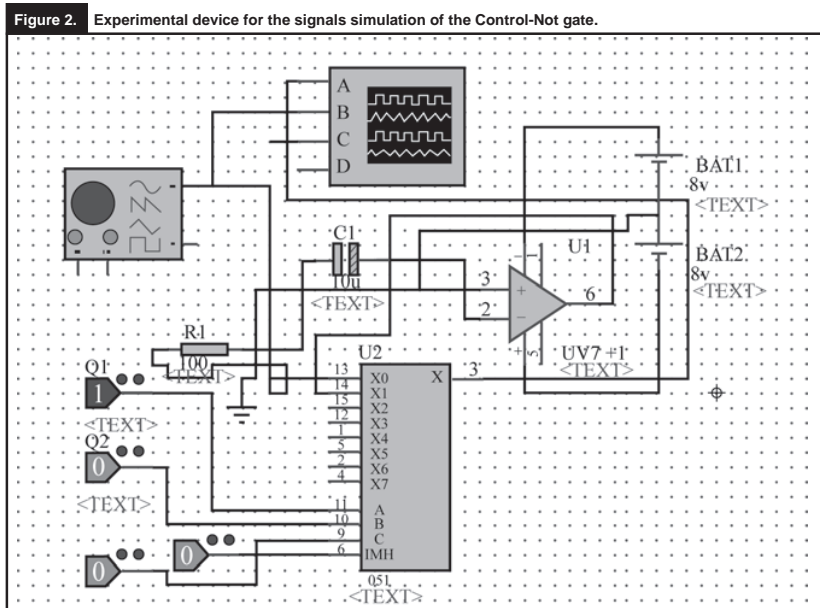 Figure 2. Experimental device for the signals simulation of the Control-Not gate.
A
B
C
D
BAT1
8v
<TEXT>
BAT2
8v
<TEXT>
C1
10u
<TEXT>
U1
3
2
6
1
5
+
−
UV7 +1
<TEXT>
R1
100
<TEXT>
U2
3
13 X0 X
14 X1
15 X2
12 X3
1 X4
5 X5
2 X6
4 X7
11 A
10 B
9 C
6 IMH
051
<TEXT>
Q1
1
<TEXT>
Q2
0
<TEXT>
0
0